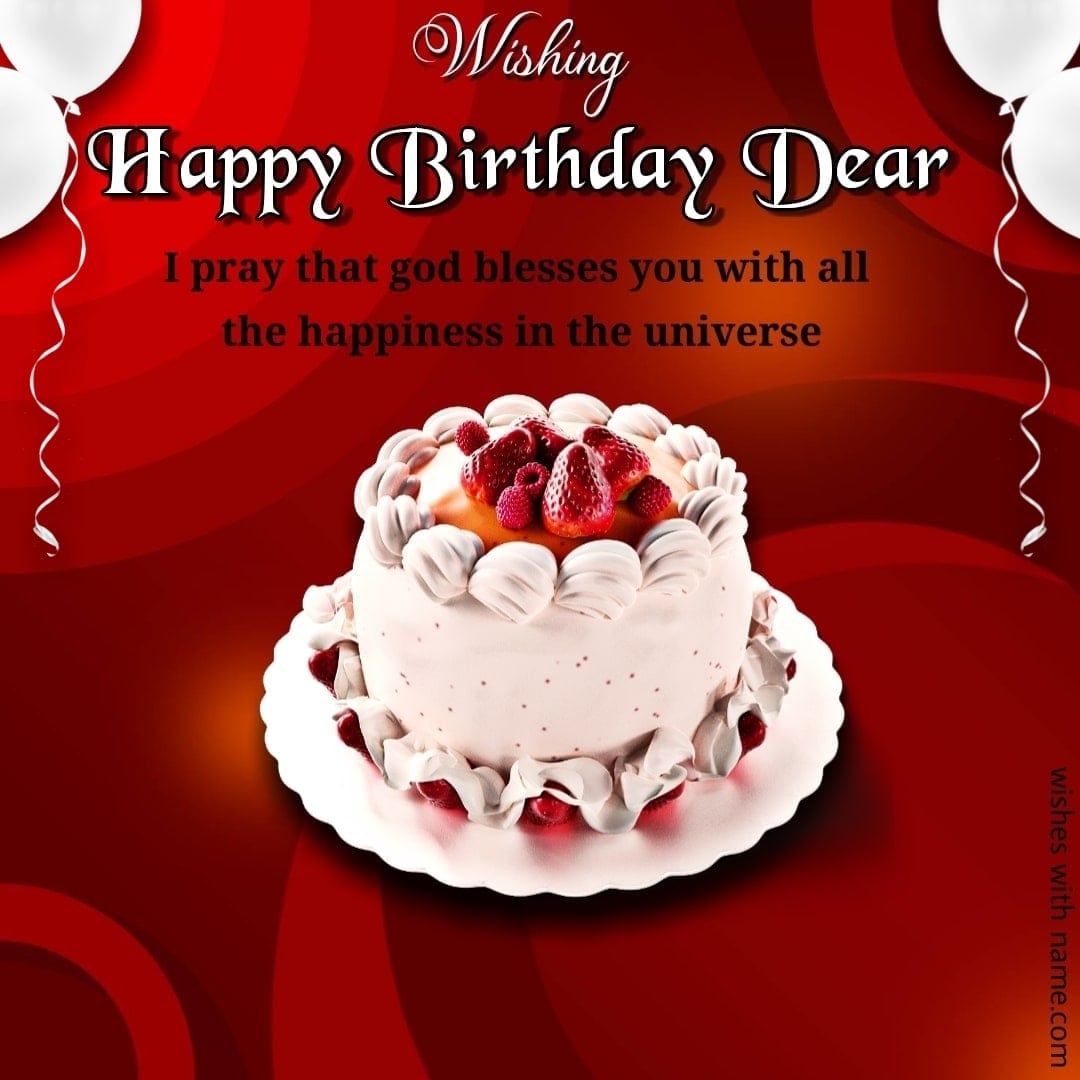 Wishing
Happy Birthday Dear
I pray that god blesses you with all
the happiness in the universe
wishes with name.com